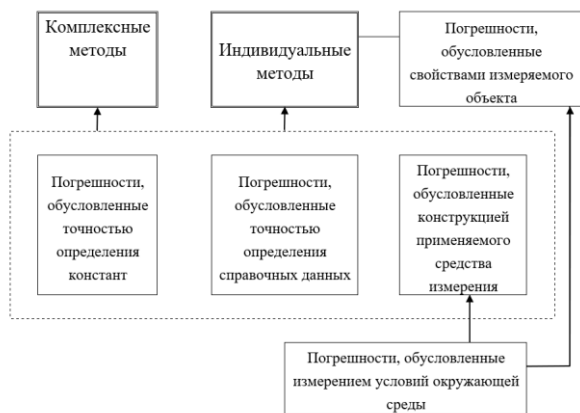 Комплексные
методы
Индивидуальные
методы
Погрешности,
обусловленные
свойствами измеряемого
объекта
Погрешности,
обусловленные
точностью
определения
констант
Погрешности,
обусловленные
точностью
определения
справочных данных
Погрешности,
обусловленные
конструкцией
применяемого
средства
измерения
Погрешности, обусловленные
измерением условий окружающей
среды